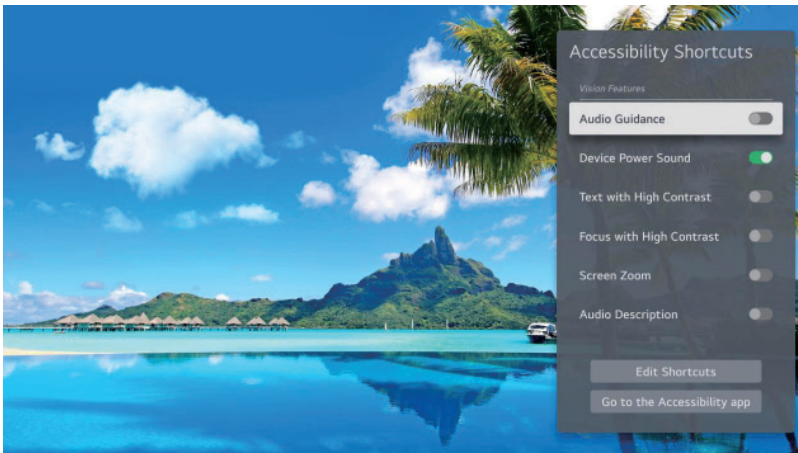 Accessibility Shortcuts
Vision Features
Audio Guidance
Device Power Sound
Text with High Contrast
Focus with High Contrast
Screen Zoom
Audio Description
Edit Shortcuts
Go to the Accessibility app